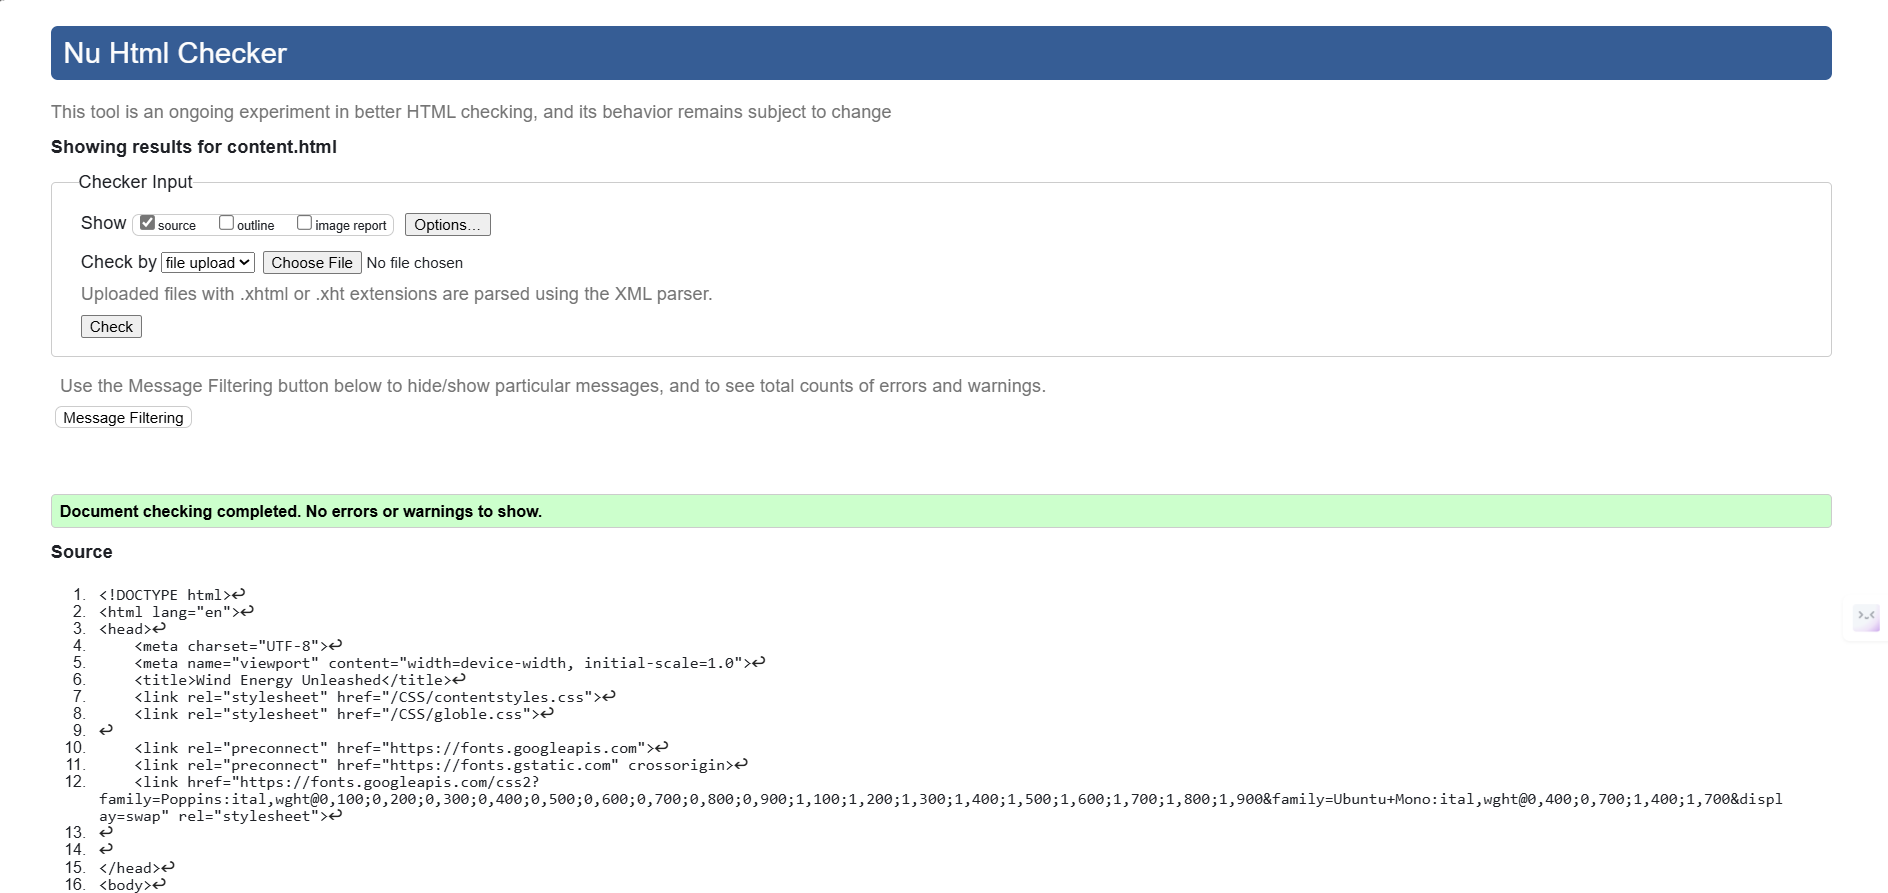 Nu Html Checker
This tool is an ongoing experiment in better HTML checking, and its behavior remains subject to change
Showing results for content.html
Checker Input
Show source outline image report Options...
Check by file upload Choose File No file chosen
Uploaded files with .xhtml or .xht extensions are parsed using the XML parser.
Check
Use the Message Filtering button below to hide/show particular messages, and to see total counts of errors and warnings.
Message Filtering
Document checking completed. No errors or warnings to show.
Source
1. <!DOCTYPE html>↩
2. <html lang="en">↩
3. <head>↩
4.     <meta charset="UTF-8">↩
5.     <meta name="viewport" content="width=device-width, initial-scale=1.0">↩
6.     <title>Wind Energy Unleashed</title>↩
7.     <link rel="stylesheet" href="/CSS/contentstyles.css">↩
8.     <link rel="stylesheet" href="/CSS/globle.css">↩
9. ↩
10.     <link rel="preconnect" href="https://fonts.googleapis.com">↩
11.     <link rel="preconnect" href="https://fonts.gstatic.com" crossorigin>↩
12.     <link href="https://fonts.googleapis.com/css2?
family=Poppins:ital,wght@0,100;0,200;0,300;0,400;0,500;0,600;0,700;0,800;0,900;1,100;1,200;1,300;1,400;1,500;1,600;1,700;1,800;1,900&family=Ubuntu+Mono:ital,wght@0,400;0,700;1,400;1,700&displ
ay=swap" rel="stylesheet">↩
13. ↩
14. ↩
15. </head>↩
16. <body>↩